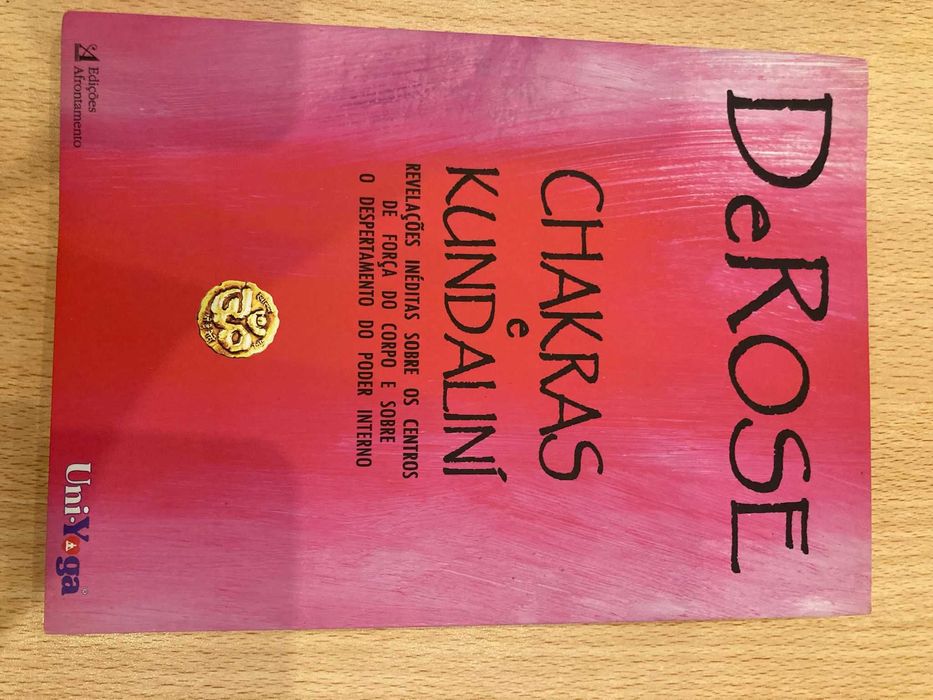 DeROSE
CHAKRAS
e
KUNDALINÍ
REVELAÇÕES INÉDITAS SOBRE OS CENTROS
DE FORÇA DO CORPO E SOBRE
O DESPERTAMENTO DO PODER INTERNO
Edições
Afrontamento
Uni-Yoga®